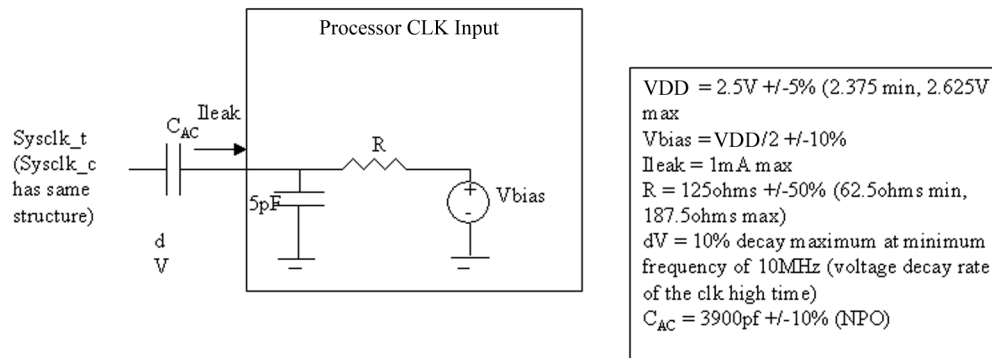 Processor CLK Input
Ileak
CAC
R
Sysclk_t
(Sysclk_c
has same
structure)
5pF
+
-
Vbias
d
V
VDD = 2.5V +/-5% (2.375 min, 2.625V
max
Vbias = VDD/2 +/-10%
Ileak = 1mA max
R = 125ohms +/-50% (62.5ohms min,
187.5ohms max)
dV = 10% decay maximum at minimum
frequency of 10MHz (voltage decay rate
of the clk high time)
CAC = 3900pf +/-10% (NPO)